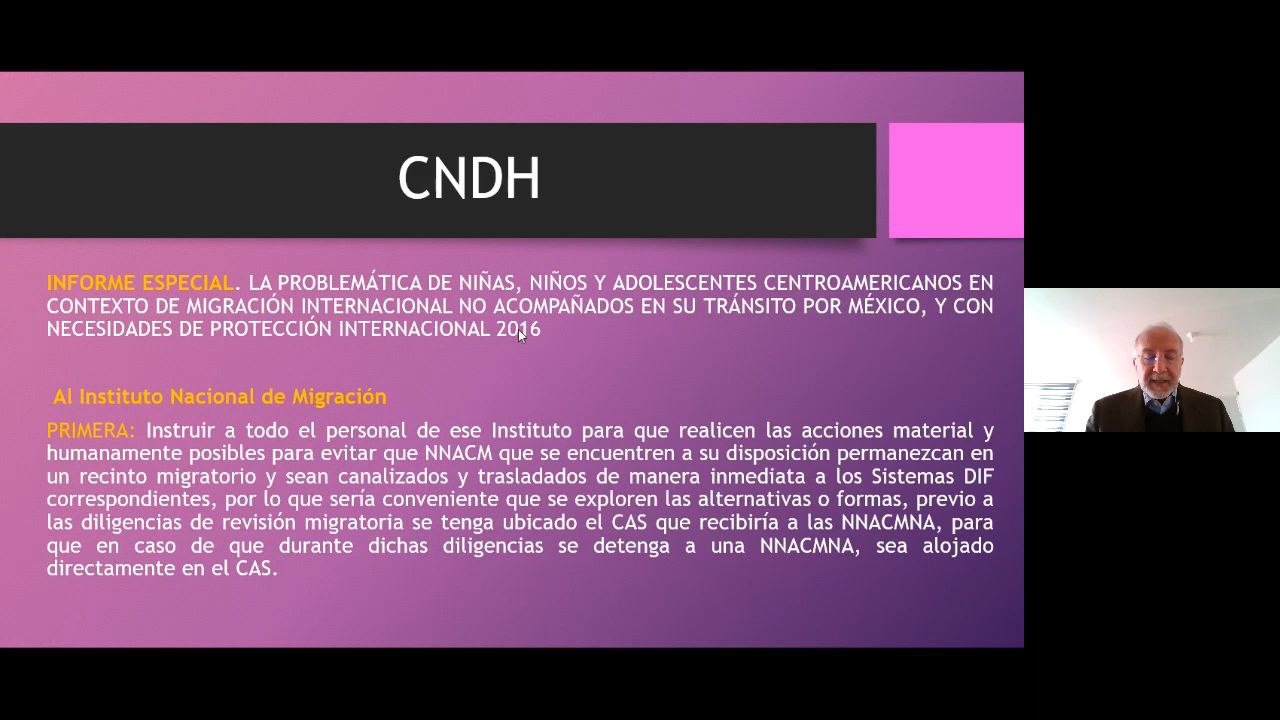 CNDH
INFORME ESPECIAL. LA PROBLEMÁTICA DE NIÑAS, NIÑOS Y ADOLESCENTES CENTROAMERICANOS EN
CONTEXTO DE MIGRACIÓN INTERNACIONAL NO ACOMPAÑADOS EN SU TRÁNSITO POR MÉXICO, Y CON
NECESIDADES DE PROTECCIÓN INTERNACIONAL 2016
Al Instituto Nacional de Migración
PRIMERA: Instruir a todo el personal de ese Instituto para que realicen las acciones material y
humanamente posibles para evitar que NNACM que se encuentren a su disposición permanezcan en
un recinto migratorio y sean canalizados y trasladados de manera inmediata a los Sistemas DIF
correspondientes, por lo que sería conveniente que se exploren las alternativas o formas, previo a
las diligencias de revisión migratoria se tenga ubicado el CAS que recibiría a las NNACMNA, para
que en caso de que durante dichas diligencias se detenga a una NNACMNA, sea alojado
directamente en el CAS.